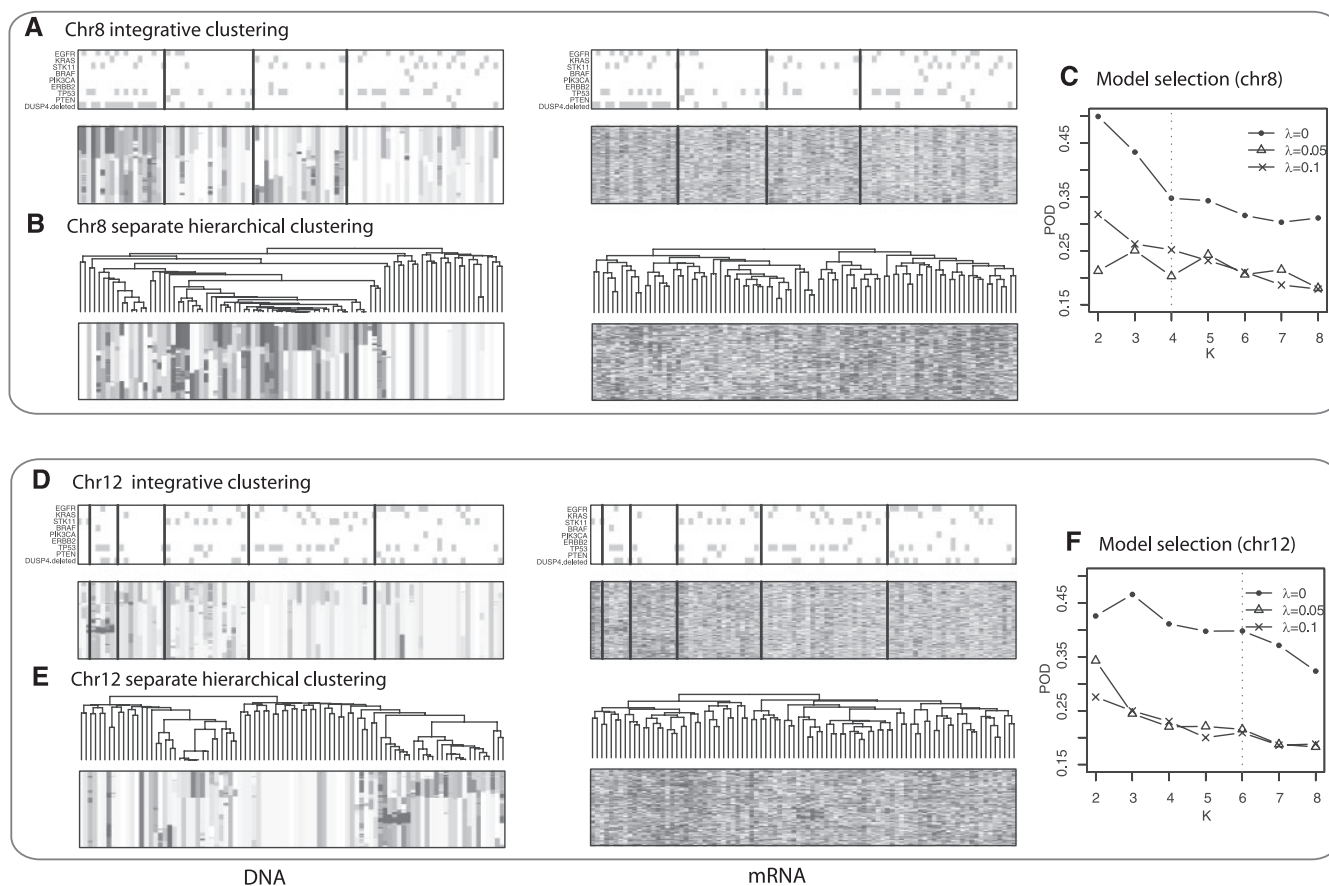 A Chr8 integrative clustering
EGFR
KRAS
STK11
BRAF
PIK3CA
ERBB2
TP53
PTEN
DUSP4.deleted
EGFR
KRAS
STK11
BRAF
PIK3CA
ERBB2
TP53
PTEN
DUSP4.deleted
B Chr8 separate hierarchical clustering
C Model selection (chr8)
λ=0
λ=0.05
λ=0.1
POD
0.45
0.35
0.25
0.15
2 3 4 5 6 7 8
K
D Chr12 integrative clustering
EGFR
KRAS
STK11
BRAF
PIK3CA
ERBB2
TP53
PTEN
DUSP4.deleted
EGFR
KRAS
STK11
BRAF
PIK3CA
ERBB2
TP53
PTEN
DUSP4.deleted
E Chr12 separate hierarchical clustering
F Model selection (chr12)
λ=0
λ=0.05
λ=0.1
POD
0.45
0.35
0.25
0.15
2 3 4 5 6 7 8
K
DNA
mRNA